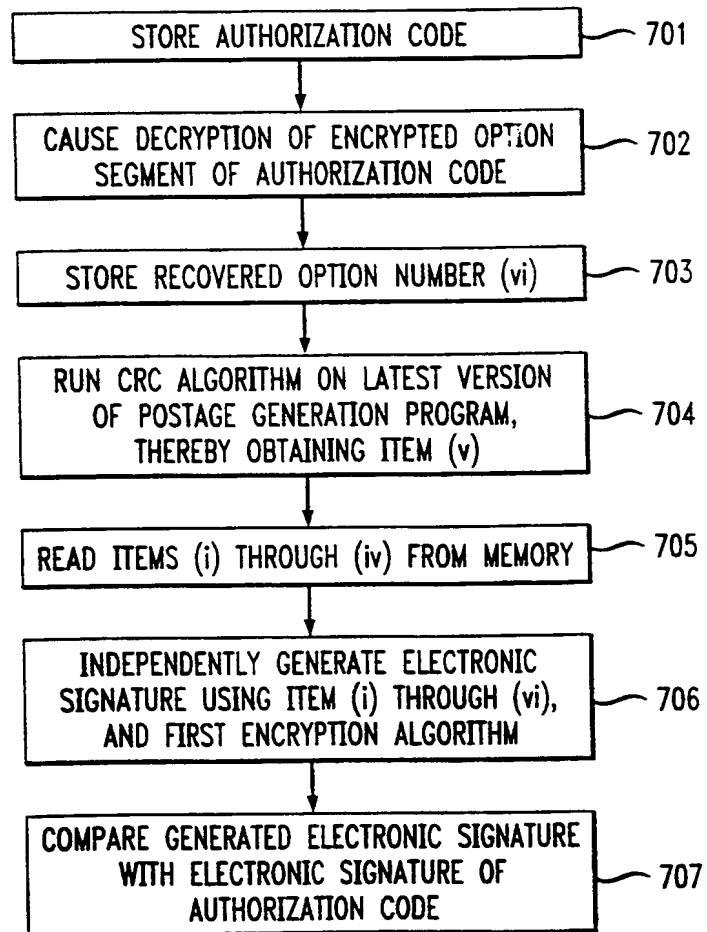 STORE AUTHORIZATION CODE
701
CAUSE DECRYPTION OF ENCRYPTED OPTION
SEGMENT OF AUTHORIZATION CODE
702
STORE RECOVERED OPTION NUMBER (vi)
703
RUN CRC ALGORITHM ON LATEST VERSION
OF POSTAGE GENERATION PROGRAM,
THEREBY OBTAINING ITEM (v)
704
READ ITEMS (i) THROUGH (iv) FROM MEMORY
705
INDEPENDENTLY GENERATE ELECTRONIC
SIGNATURE USING ITEM (i) THROUGH (vi),
AND FIRST ENCRYPTION ALGORITHM
706
COMPARE GENERATED ELECTRONIC SIGNATURE
WITH ELECTRONIC SIGNATURE OF
AUTHORIZATION CODE
707